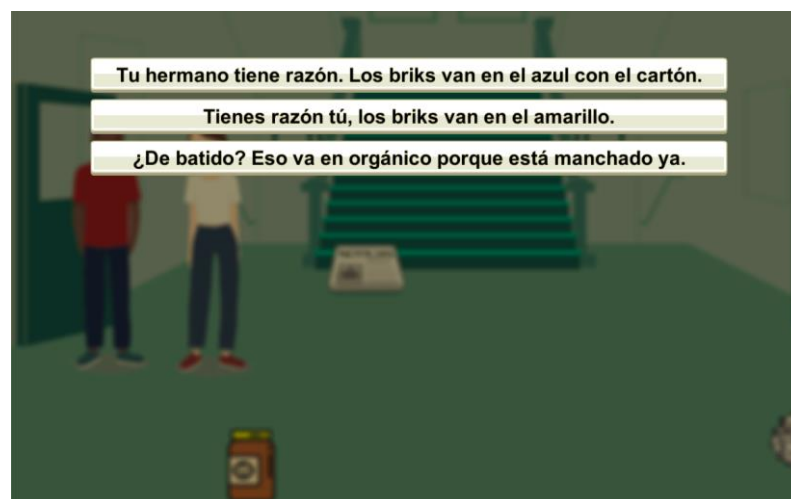 Tu hermano tiene razón. Los briks van en el azul con el cartón.
Tienes razón tú, los briks van en el amarillo.
¿De batido? Eso va en orgánico porque está manchado ya.